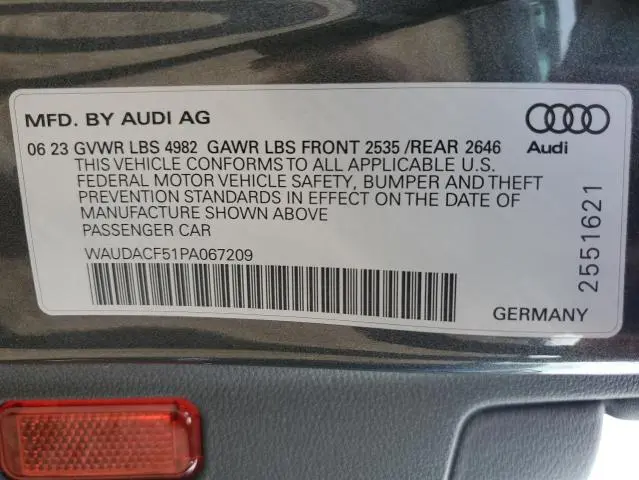 MFD. BY AUDI AG
06 23 GVWR LBS 4982 GAWR LBS FRONT 2535 /REAR 2646
THIS VEHICLE CONFORMS TO ALL APPLICABLE U.S.
FEDERAL MOTOR VEHICLE SAFETY, BUMPER AND THEFT
PREVENTION STANDARDS IN EFFECT ON THE DATE OF
MANUFACTURE SHOWN ABOVE
PASSENGER CAR
WAUDACF51PA067209
Audi
2551621
GERMANY